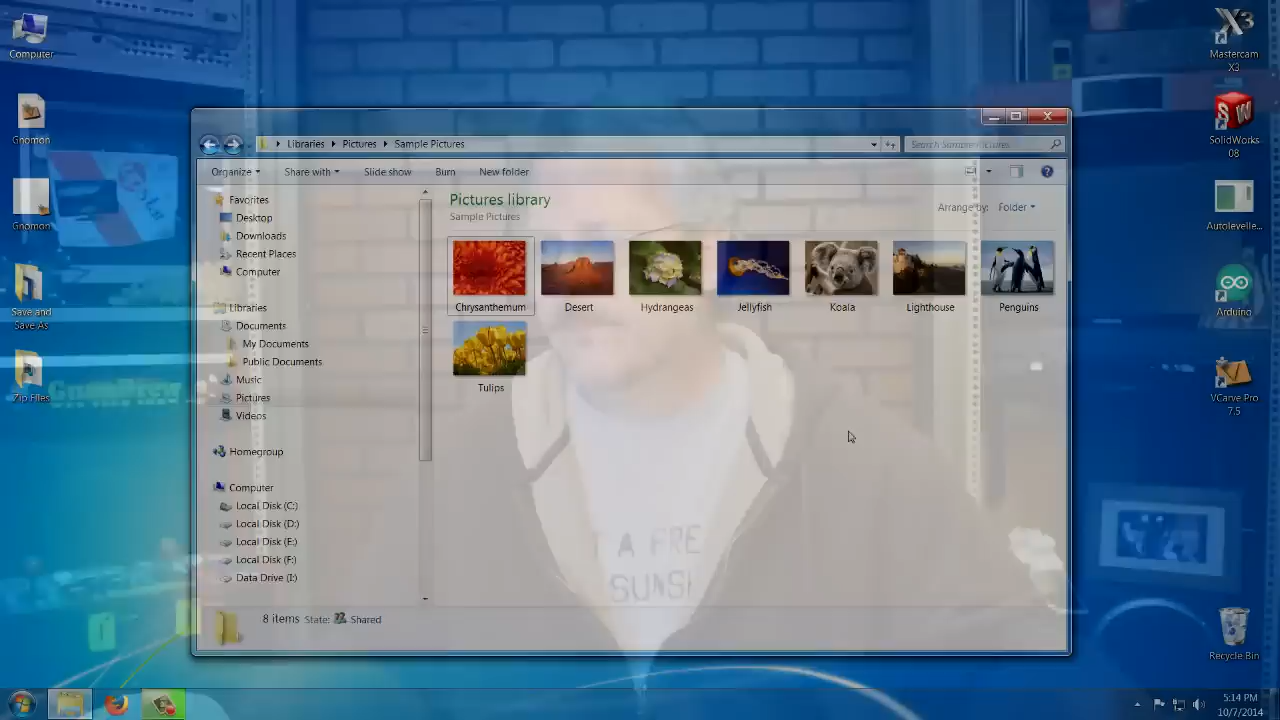 Computer
Gnomon
Gnomon
Save and
Save As
Zip Files
Libraries
Pictures
Sample Pictures
Search Sample Pictures
Organize
Share with
Slide show
Burn
New folder
Favorites
Desktop
Downloads
Recent Places
Computer
Libraries
Documents
My Documents
Public Documents
Music
Pictures
Videos
Homegroup
Computer
Local Disk (C:)
Local Disk (D:)
Local Disk (E:)
Local Disk (F:)
Data Drive (I:)
Pictures library
Sample Pictures
Arrange by: Folder
Chrysanthemum
Desert
Hydrangeas
Jellyfish
Koala
Lighthouse
Penguins
Tulips
A FRE
SUNSH
8 items State: Shared
X3
Mastercam
X3
SW
SolidWorks
08
Autolevelle...
Arduino
VCarve Pro
7.5
Recycle Bin
5:14 PM
10/7/2014